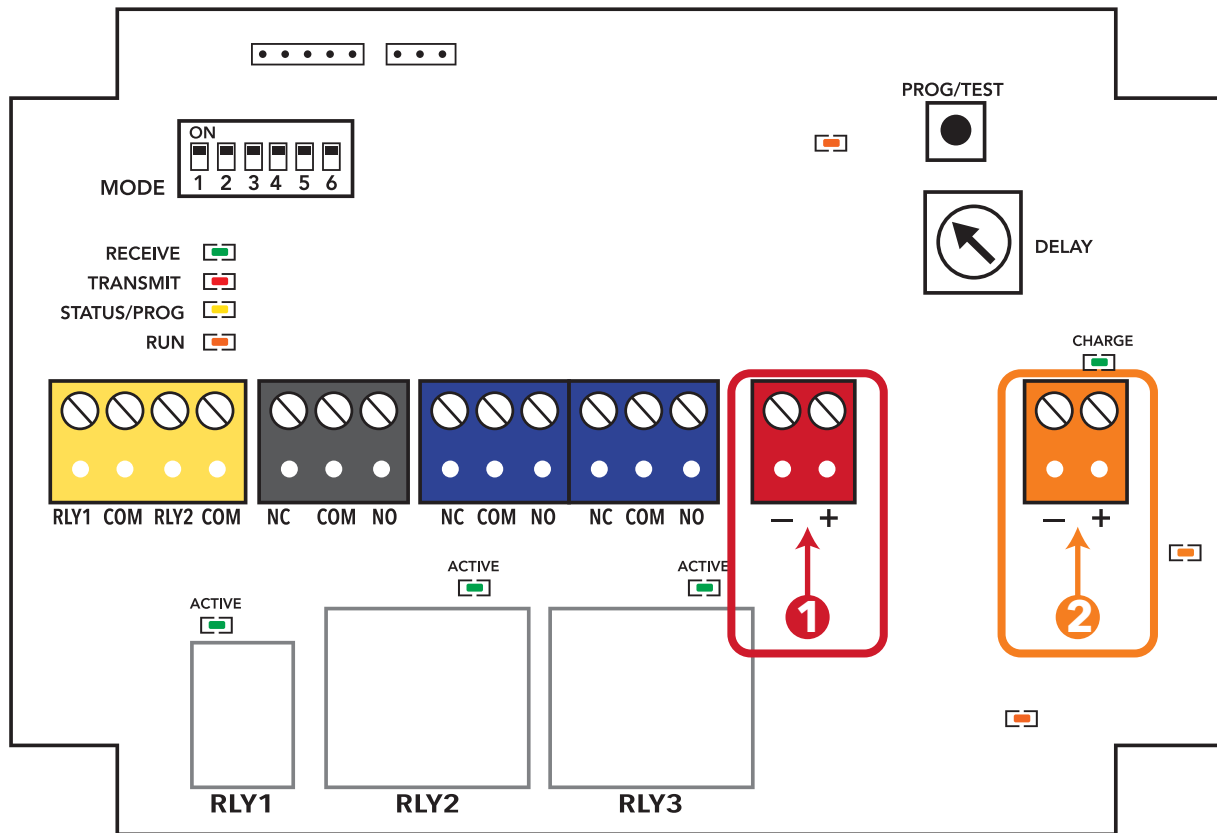 PROG/TEST
ON
1 2 3 4 5 6
MODE
DELAY
RECEIVE
TRANSMIT
STATUS/PROG
RUN
CHARGE
RLY1 COM RLY2 COM
NC COM NO
NC COM NO
NC COM NO
– +
– +
ACTIVE
ACTIVE
ACTIVE
1
2
RLY1
RLY2
RLY3